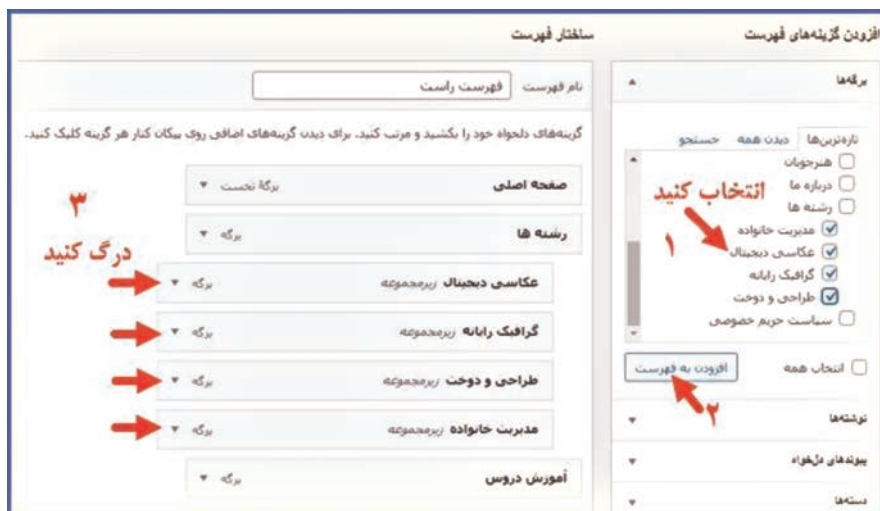 افزودن گزینه‌های فهرست
برگه‌ها
تازه‌ترین‌ها دیدن همه جستجو
هنرجویان
درباره ما
رشته ها
مدیریت خانواده
عکاسی دیجیتال
گرافیک رایانه
طراحی و دوخت
سیاست حریم خصوصی
انتخاب کنید
۱
انتخاب همه افزودن به فهرست
۲
نوشته‌ها
پیوندهای دل‌خواه
دسته‌ها
ساختار فهرست
نام فهرست فهرست راست
گزینه‌های دلخواه خود را بکشید و مرتب کنید. برای دیدن گزینه‌های اضافی روی پیکان کنار هر گزینه کلیک کنید.
صفحه اصلی برگهٔ نخست
رشته ها برگه
عکاسی دیجیتال زیرمجموعه برگه
گرافیک رایانه زیرمجموعه برگه
طراحی و دوخت زیرمجموعه برگه
مدیریت خانواده زیرمجموعه برگه
آموزش دروس برگه
۳
درگ کنید